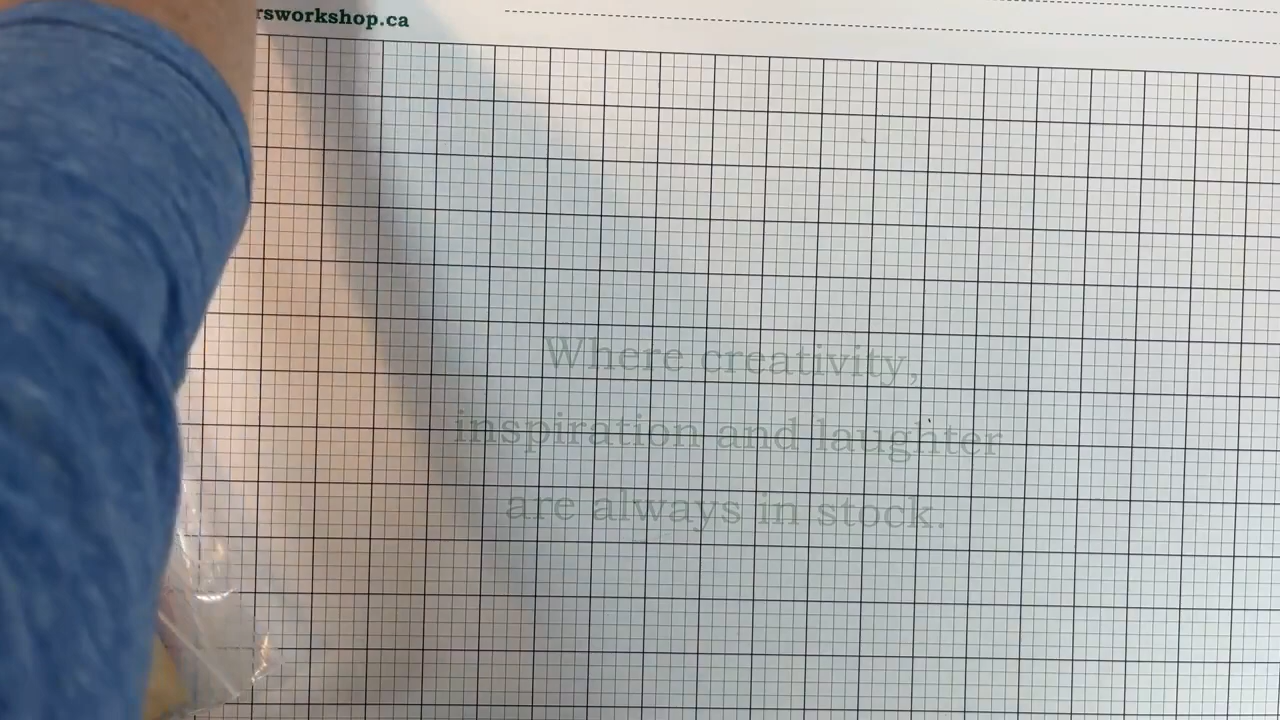 rsworkshop.ca
Where creativity,
inspiration and laughter
are always in stock.